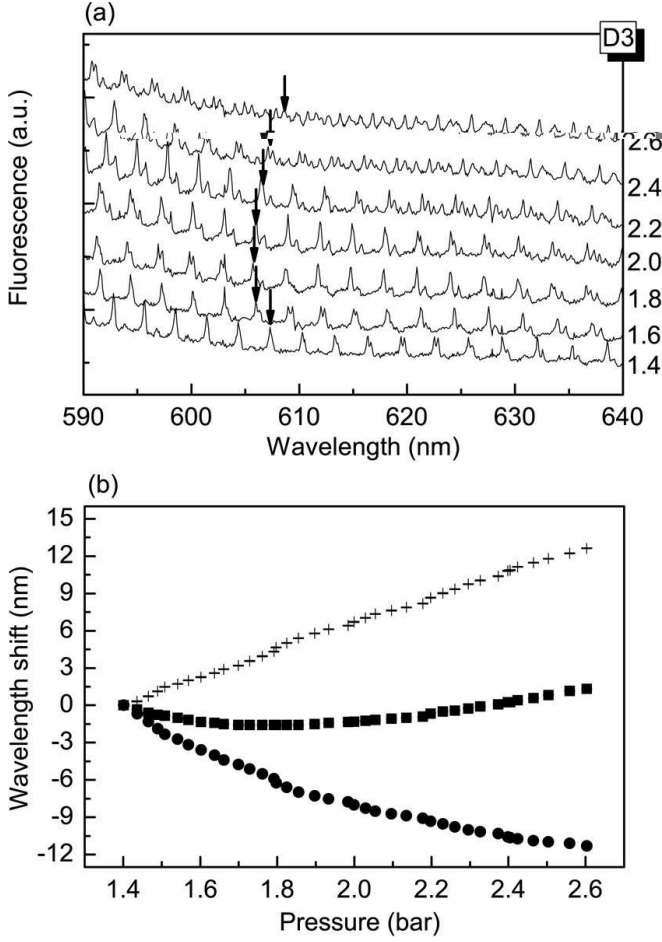 (a)
D3
Fluorescence (a.u.)
2.6
2.4
2.2
2.0
1.8
1.6
1.4
590 600 610 620 630 640
Wavelength (nm)
(b)
Wavelength shift (nm)
15
12
9
6
3
0
-3
-6
-9
-12
1.4 1.6 1.8 2.0 2.2 2.4 2.6
Pressure (bar)